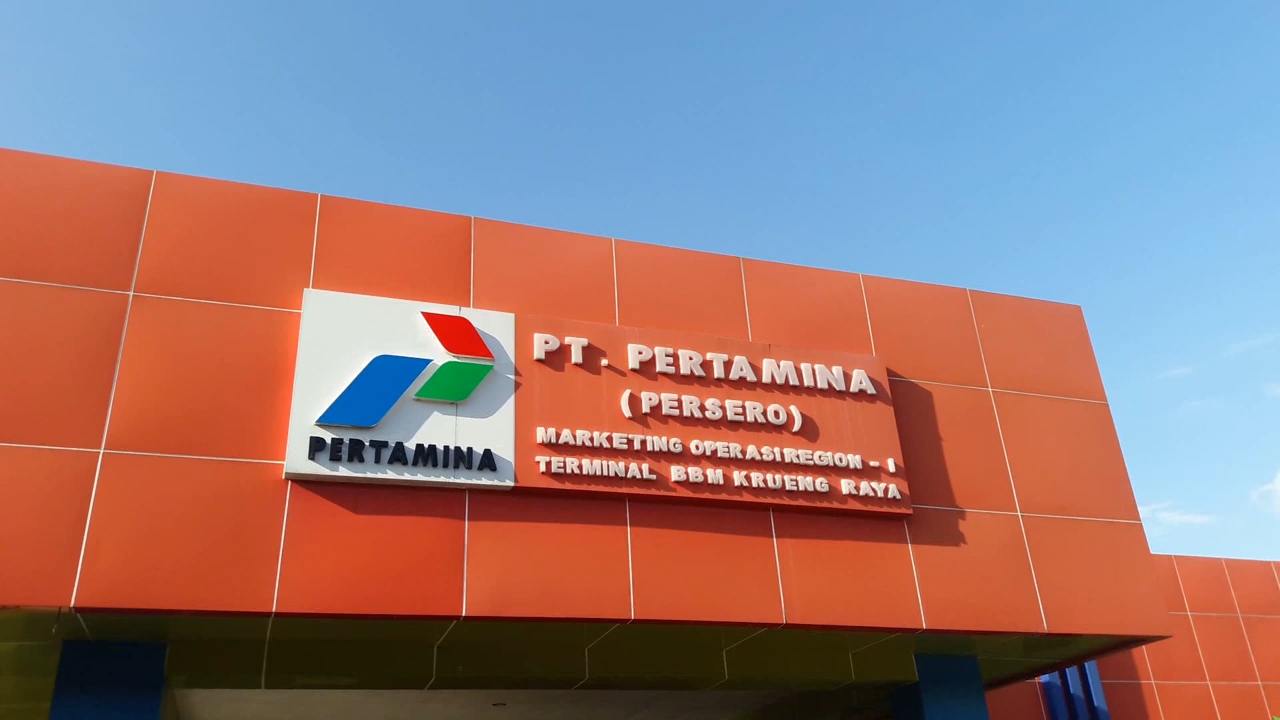 PERTAMINA
PT. PERTAMINA
(PERSERO)
MARKETING OPERASI REGION - I
TERMINAL BBM KRUENG RAYA